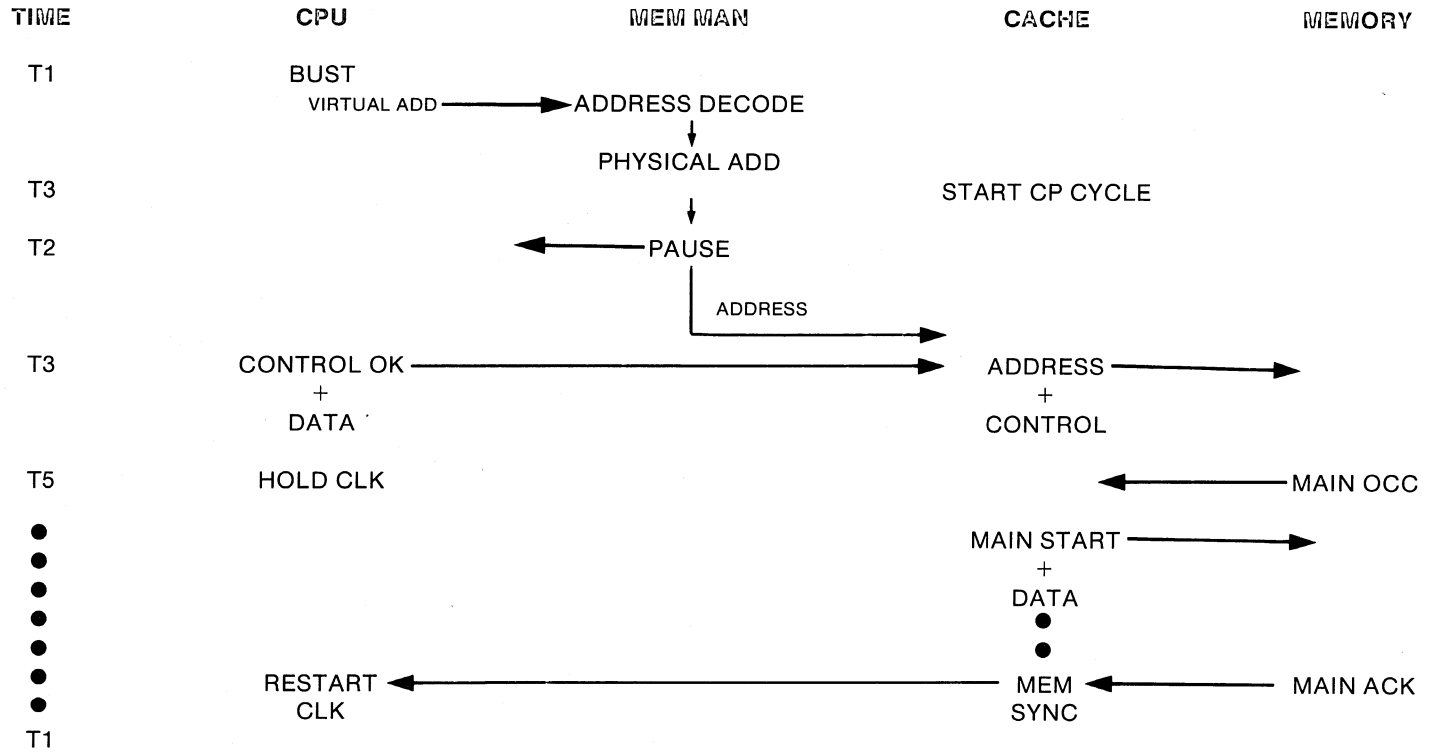 TIME CPU MEM MAN CACHE MEMORY
T1 BUST
VIRTUAL ADD ADDRESS DECODE
PHYSICAL ADD
T3 START CP CYCLE
T2 PAUSE
ADDRESS
T3 CONTROL OK ADDRESS
+ +
DATA CONTROL
T5 HOLD CLK MAIN OCC
MAIN START
+
DATA
RESTART MEM MAIN ACK
CLK SYNC
T1